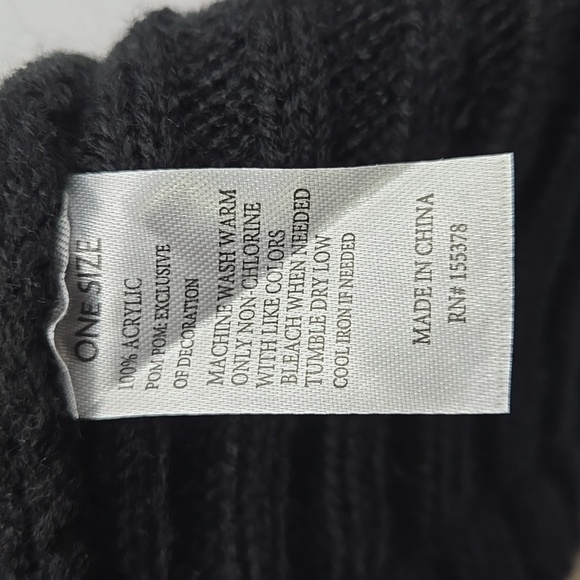 ONE SIZE
100% ACRYLIC
POM-POM-EXCLUSIVE
OF DECORATION
MACHINE WASH WARM
ONLY NON-CHLORINE
WITH LIKE COLORS
BLEACH WHEN NEEDED
TUMBLE DRY LOW
COOL IRON IF NEEDED
MADE IN CHINA
RN# 155378